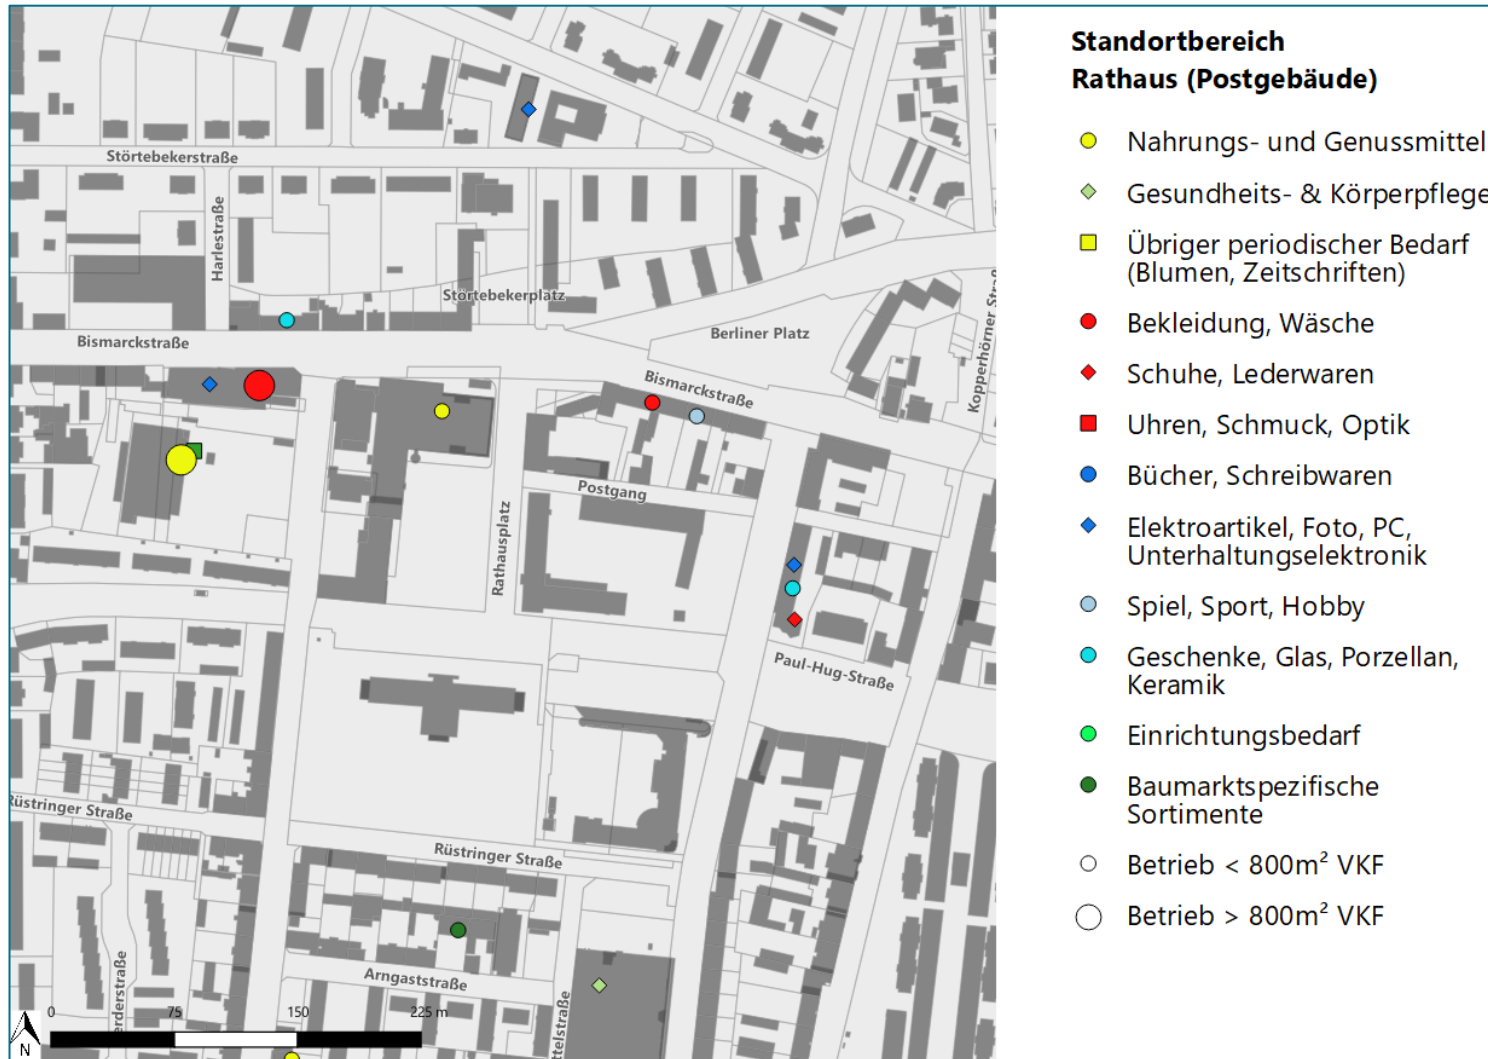 Störtebekerstraße
Harlestraße
Störtebekerplatz
Bismarckstraße
Berliner Platz
Kopperhörner Straß
Bismarckstraße
Postgang
Rathausplatz
Paul-Hug-Straße
Rüstringer Straße
Rüstringer Straße
Arngaststraße
erderstraße
ttelstraße
0 75 150 225 m
N
Standortbereich
Rathaus (Postgebäude)
Nahrungs- und Genussmittel
Gesundheits- & Körperpflege
Übriger periodischer Bedarf
(Blumen, Zeitschriften)
Bekleidung, Wäsche
Schuhe, Lederwaren
Uhren, Schmuck, Optik
Bücher, Schreibwaren
Elektroartikel, Foto, PC,
Unterhaltungselektronik
Spiel, Sport, Hobby
Geschenke, Glas, Porzellan,
Keramik
Einrichtungsbedarf
Baumarktspezifische
Sortimente
Betrieb < 800m² VKF
Betrieb > 800m² VKF